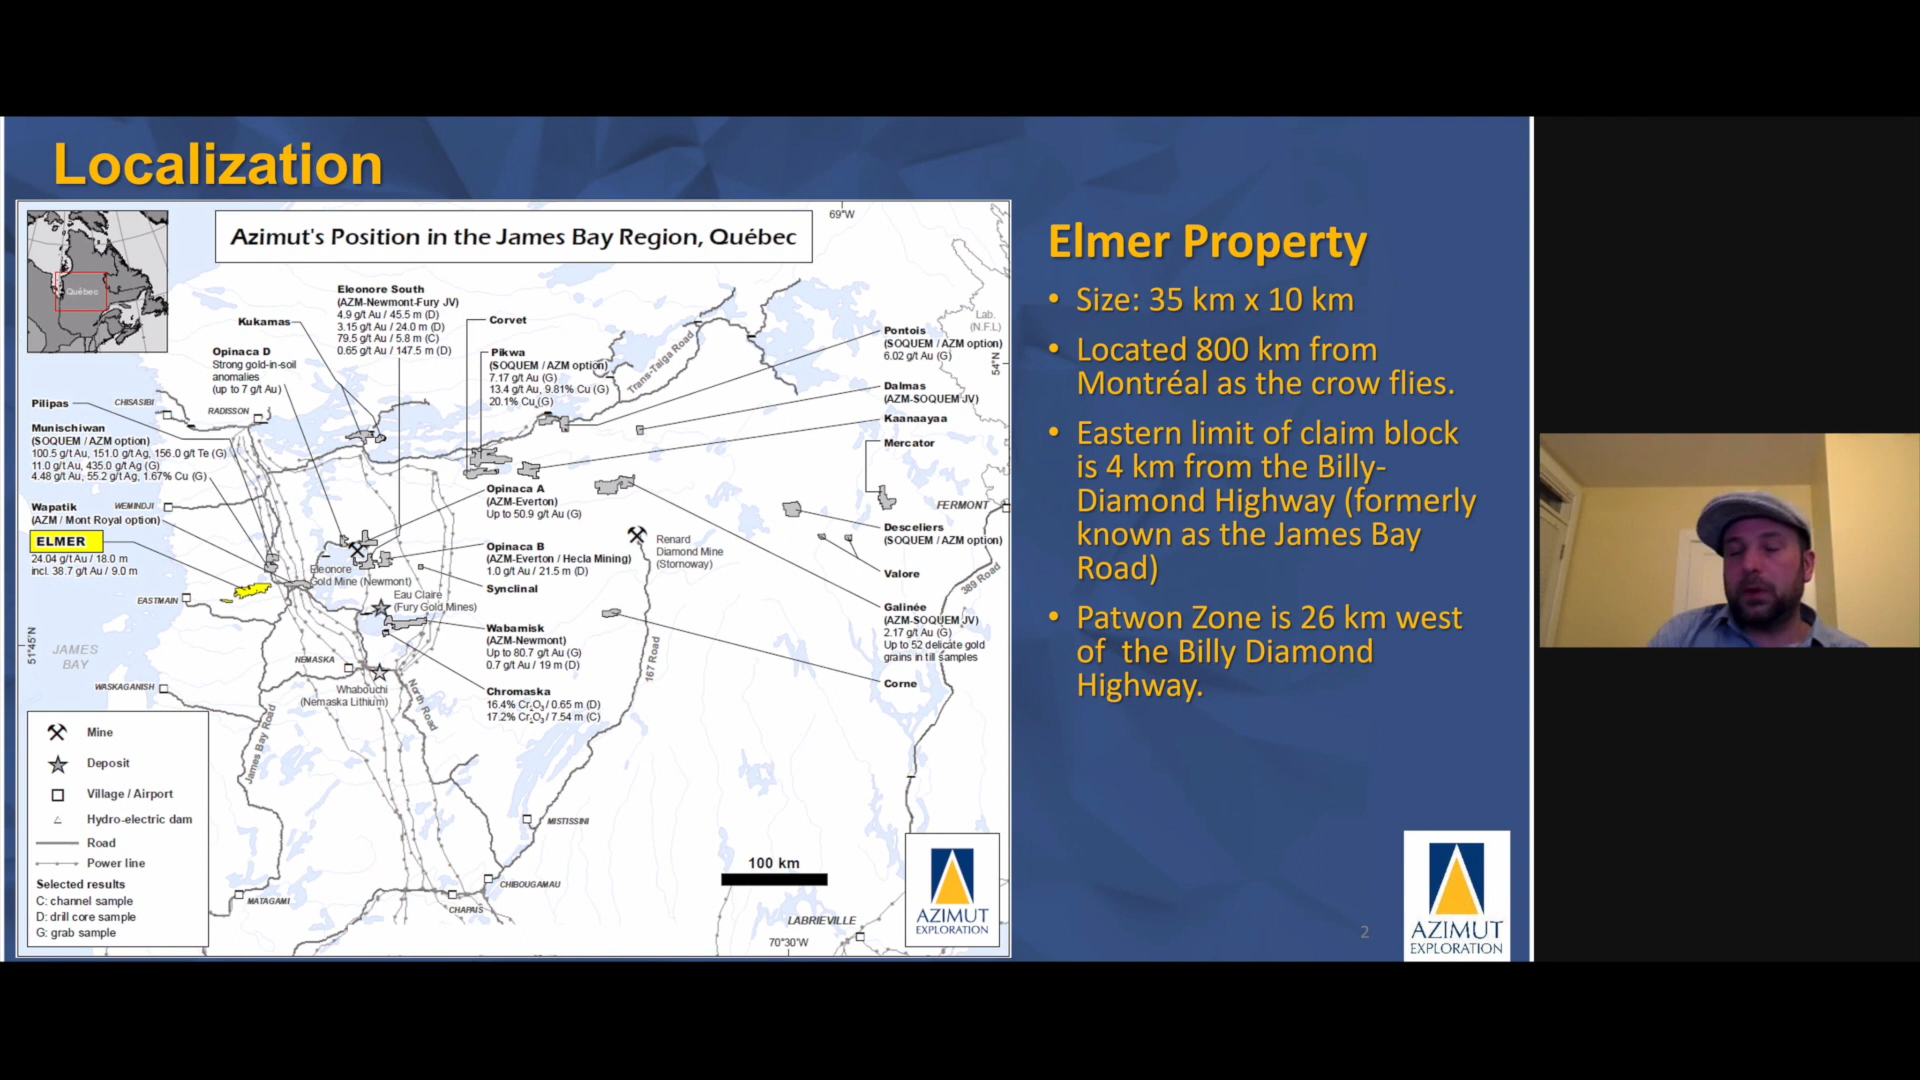 Localization
Azimut's Position in the James Bay Region, Québec
Québec
69°W
Lab.
(N.F.L)
54°N
Eleonore South
(AZM-Newmont-Fury JV)
4.9 g/t Au / 45.5 m (D)
3.15 g/t Au / 24.0 m (D)
79.5 g/t Au / 5.8 m (C)
0.65 g/t Au / 147.5 m (D)
Kukamas
Corvet
Opinaca D
Strong gold-in-soil
anomalies
(up to 7 g/t Au)
Pikwa
(SOQUEM / AZM option)
7.17 g/t Au (G)
13.4 g/t Au, 9.81% Cu (G)
20.1% Cu (G)
Trans-Taiga Road
Pontois
(SOQUEM / AZM option)
6.02 g/t Au (G)
Dalmas
(AZM-SOQUEM JV)
Kaanaayaa
Mercator
Pilipas
CHISASIBI
RADISSON
Munischiwan
(SOQUEM / AZM option)
100.5 g/t Au, 151.0 g/t Ag, 156.0 g/t Te (G)
11.0 g/t Au, 435.0 g/t Ag (G)
4.48 g/t Au, 55.2 g/t Ag, 1.67% Cu (G)
Wapatik
(AZM / Mont Royal option)
WEMINDJI
ELMER
24.04 g/t Au / 18.0 m
incl. 38.7 g/t Au / 9.0 m
EASTMAIN
Opinaca A
(AZM-Everton)
Up to 50.9 g/t Au (G)
Opinaca B
(AZM-Everton / Hecla Mining)
1.0 g/t Au / 21.5 m (D)
Synclinal
Eleonore
Gold Mine (Newmont)
Eau Claire
(Fury Gold Mines)
Wabamisk
(AZM-Newmont)
Up to 80.7 g/t Au (G)
0.7 g/t Au / 19 m (D)
Chromaska
16.4% Cr2O3 / 0.65 m (D)
17.2% Cr2O3 / 7.54 m (C)
Renard
Diamond Mine
(Stornoway)
FERMONT
Desceliers
(SOQUEM / AZM option)
Valore
389 Road
Galinée
(AZM-SOQUEM JV)
2.17 g/t Au (G)
Up to 52 delicate gold
grains in till samples
Corne
51°45'N
JAMES
BAY
NEMASKA
WASKAGANISH
Whabouchi
(Nemaska Lithium)
North Road
167 Road
James Bay Road
MISTISSINI
CHIBOUGAMAU
CHAPAIS
MATAGAMI
100 km
LABRIEVILLE
70°30'W
Mine
Deposit
Village / Airport
Hydro-electric dam
Road
Power line
Selected results
C: channel sample
D: drill core sample
G: grab sample
AZIMUT
EXPLORATION
Elmer Property
• Size: 35 km x 10 km
• Located 800 km from
Montréal as the crow flies.
• Eastern limit of claim block
is 4 km from the Billy-
Diamond Highway (formerly
known as the James Bay
Road)
• Patwon Zone is 26 km west
of the Billy Diamond
Highway.
2
AZIMUT
EXPLORATION